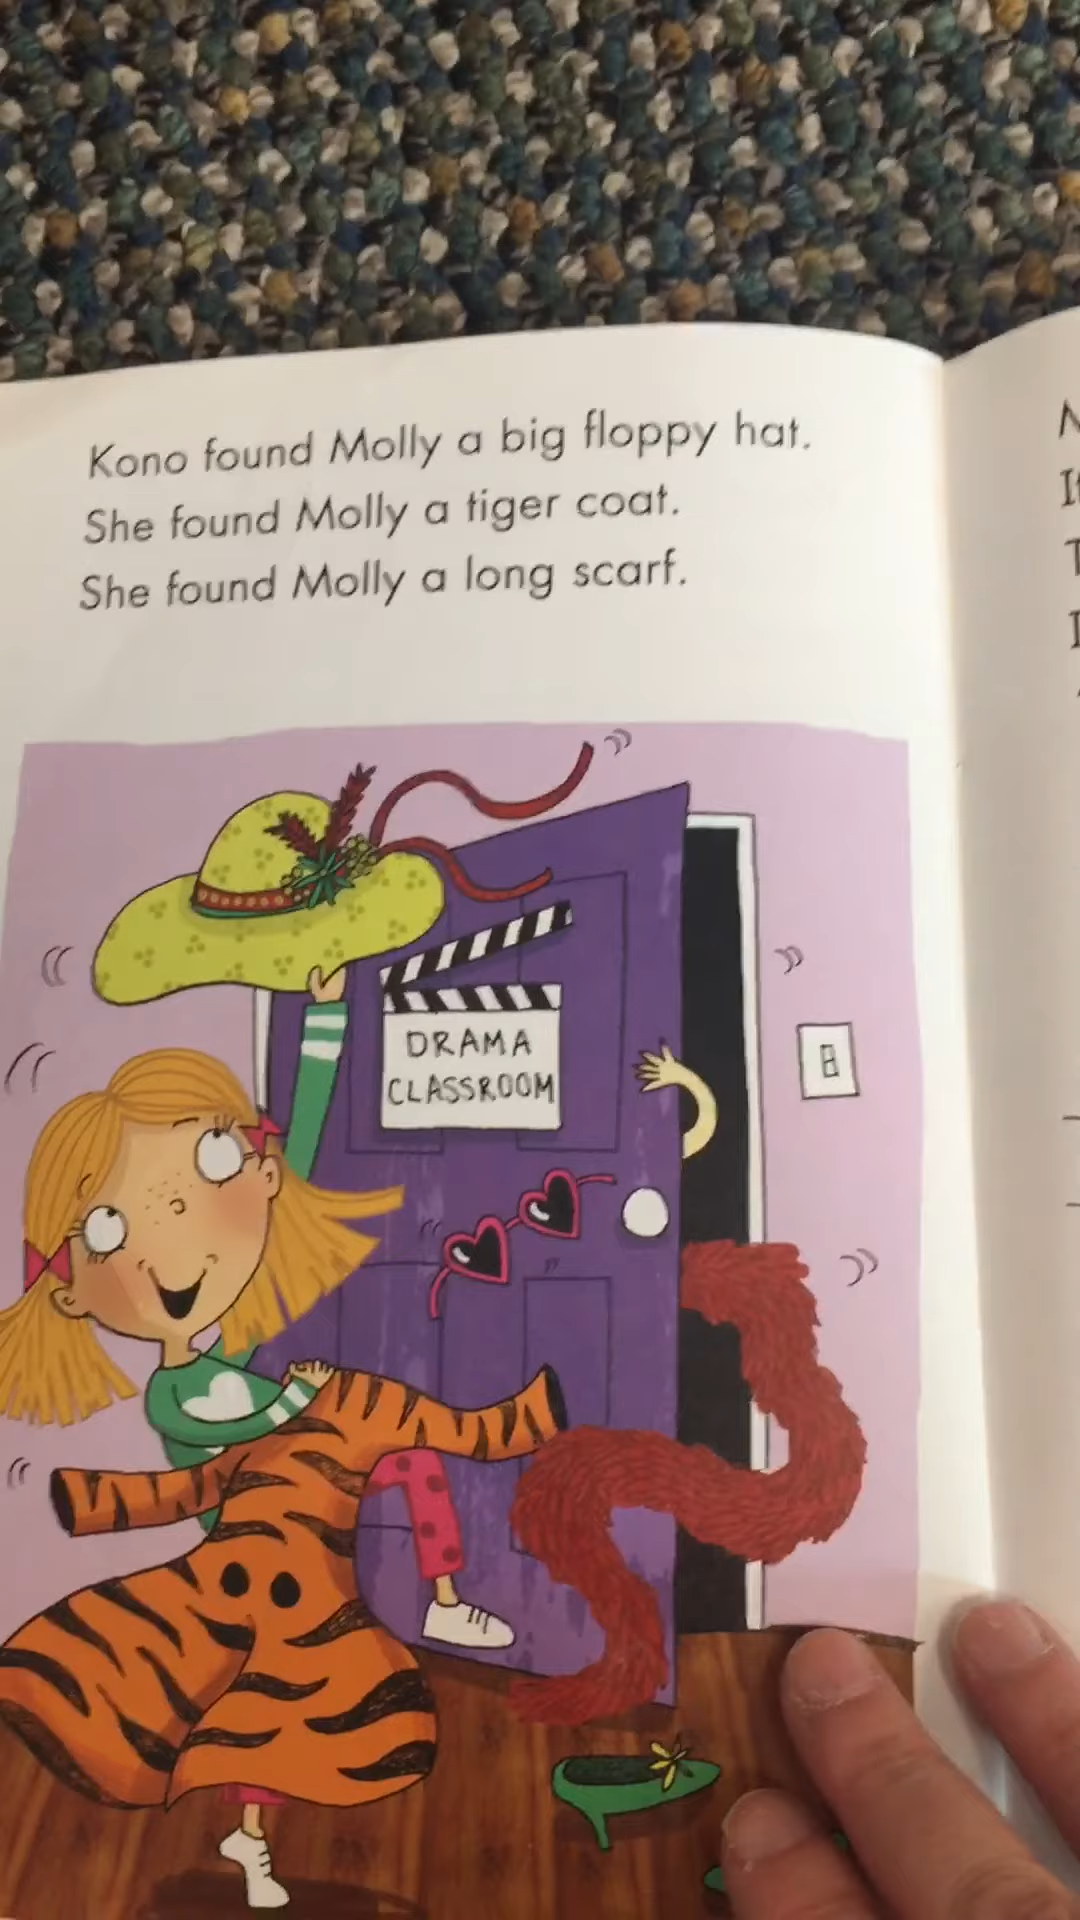 Kono found Molly a big floppy hat.
She found Molly a tiger coat.
She found Molly a long scarf.
DRAMA
CLASSROOM